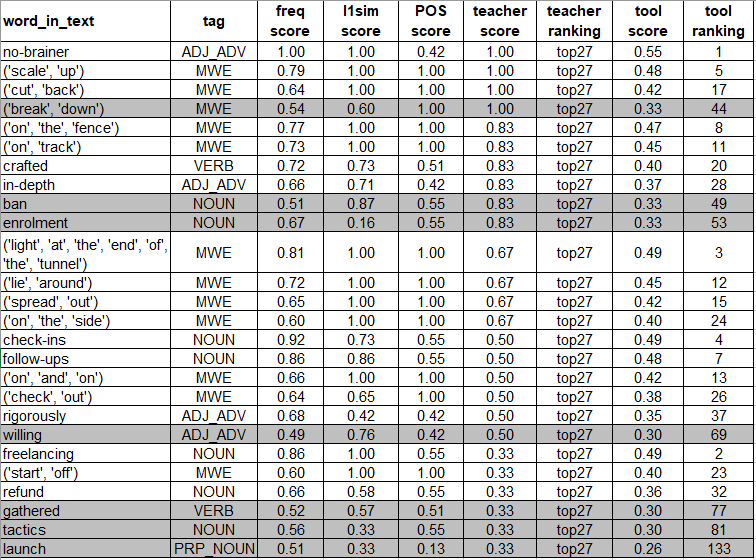 word_in_text tag freq score l1sim score POS score teacher score teacher ranking tool score tool ranking
no-brainer ADJ_ADV 1.00 1.00 0.42 1.00 top27 0.55 1
('scale', 'up') MWE 0.79 1.00 1.00 1.00 top27 0.48 5
('cut', 'back') MWE 0.64 1.00 1.00 1.00 top27 0.42 17
('break', 'down') MWE 0.54 0.60 1.00 1.00 top27 0.33 44
('on', 'the', 'fence') MWE 0.77 1.00 1.00 0.83 top27 0.47 8
('on', 'track') MWE 0.73 1.00 1.00 0.83 top27 0.45 11
crafted VERB 0.72 0.73 0.51 0.83 top27 0.40 20
in-depth ADJ_ADV 0.66 0.71 0.42 0.83 top27 0.37 28
ban NOUN 0.51 0.87 0.55 0.83 top27 0.33 49
enrolment NOUN 0.67 0.16 0.55 0.83 top27 0.33 53
('light', 'at', 'the', 'end', 'of', 'the', 'tunnel') MWE 0.81 1.00 1.00 0.67 top27 0.49 3
('lie', 'around') MWE 0.72 1.00 1.00 0.67 top27 0.45 12
('spread', 'out') MWE 0.65 1.00 1.00 0.67 top27 0.42 15
('on', 'the', 'side') MWE 0.60 1.00 1.00 0.67 top27 0.40 24
check-ins NOUN 0.92 0.73 0.55 0.50 top27 0.49 4
follow-ups NOUN 0.86 0.86 0.55 0.50 top27 0.48 7
('on', 'and', 'on') MWE 0.66 1.00 1.00 0.50 top27 0.42 13
('check', 'out') MWE 0.64 0.65 1.00 0.50 top27 0.38 26
rigorously ADJ_ADV 0.68 0.42 0.42 0.50 top27 0.35 37
willing ADJ_ADV 0.49 0.76 0.42 0.50 top27 0.30 69
freelancing NOUN 0.86 1.00 0.55 0.33 top27 0.49 2
('start', 'off') MWE 0.60 1.00 1.00 0.33 top27 0.40 23
refund NOUN 0.66 0.58 0.55 0.33 top27 0.36 32
gathered VERB 0.52 0.57 0.51 0.33 top27 0.30 77
tactics NOUN 0.56 0.33 0.55 0.33 top27 0.30 81
launch PRP_NOUN 0.51 0.33 0.13 0.33 top27 0.26 133